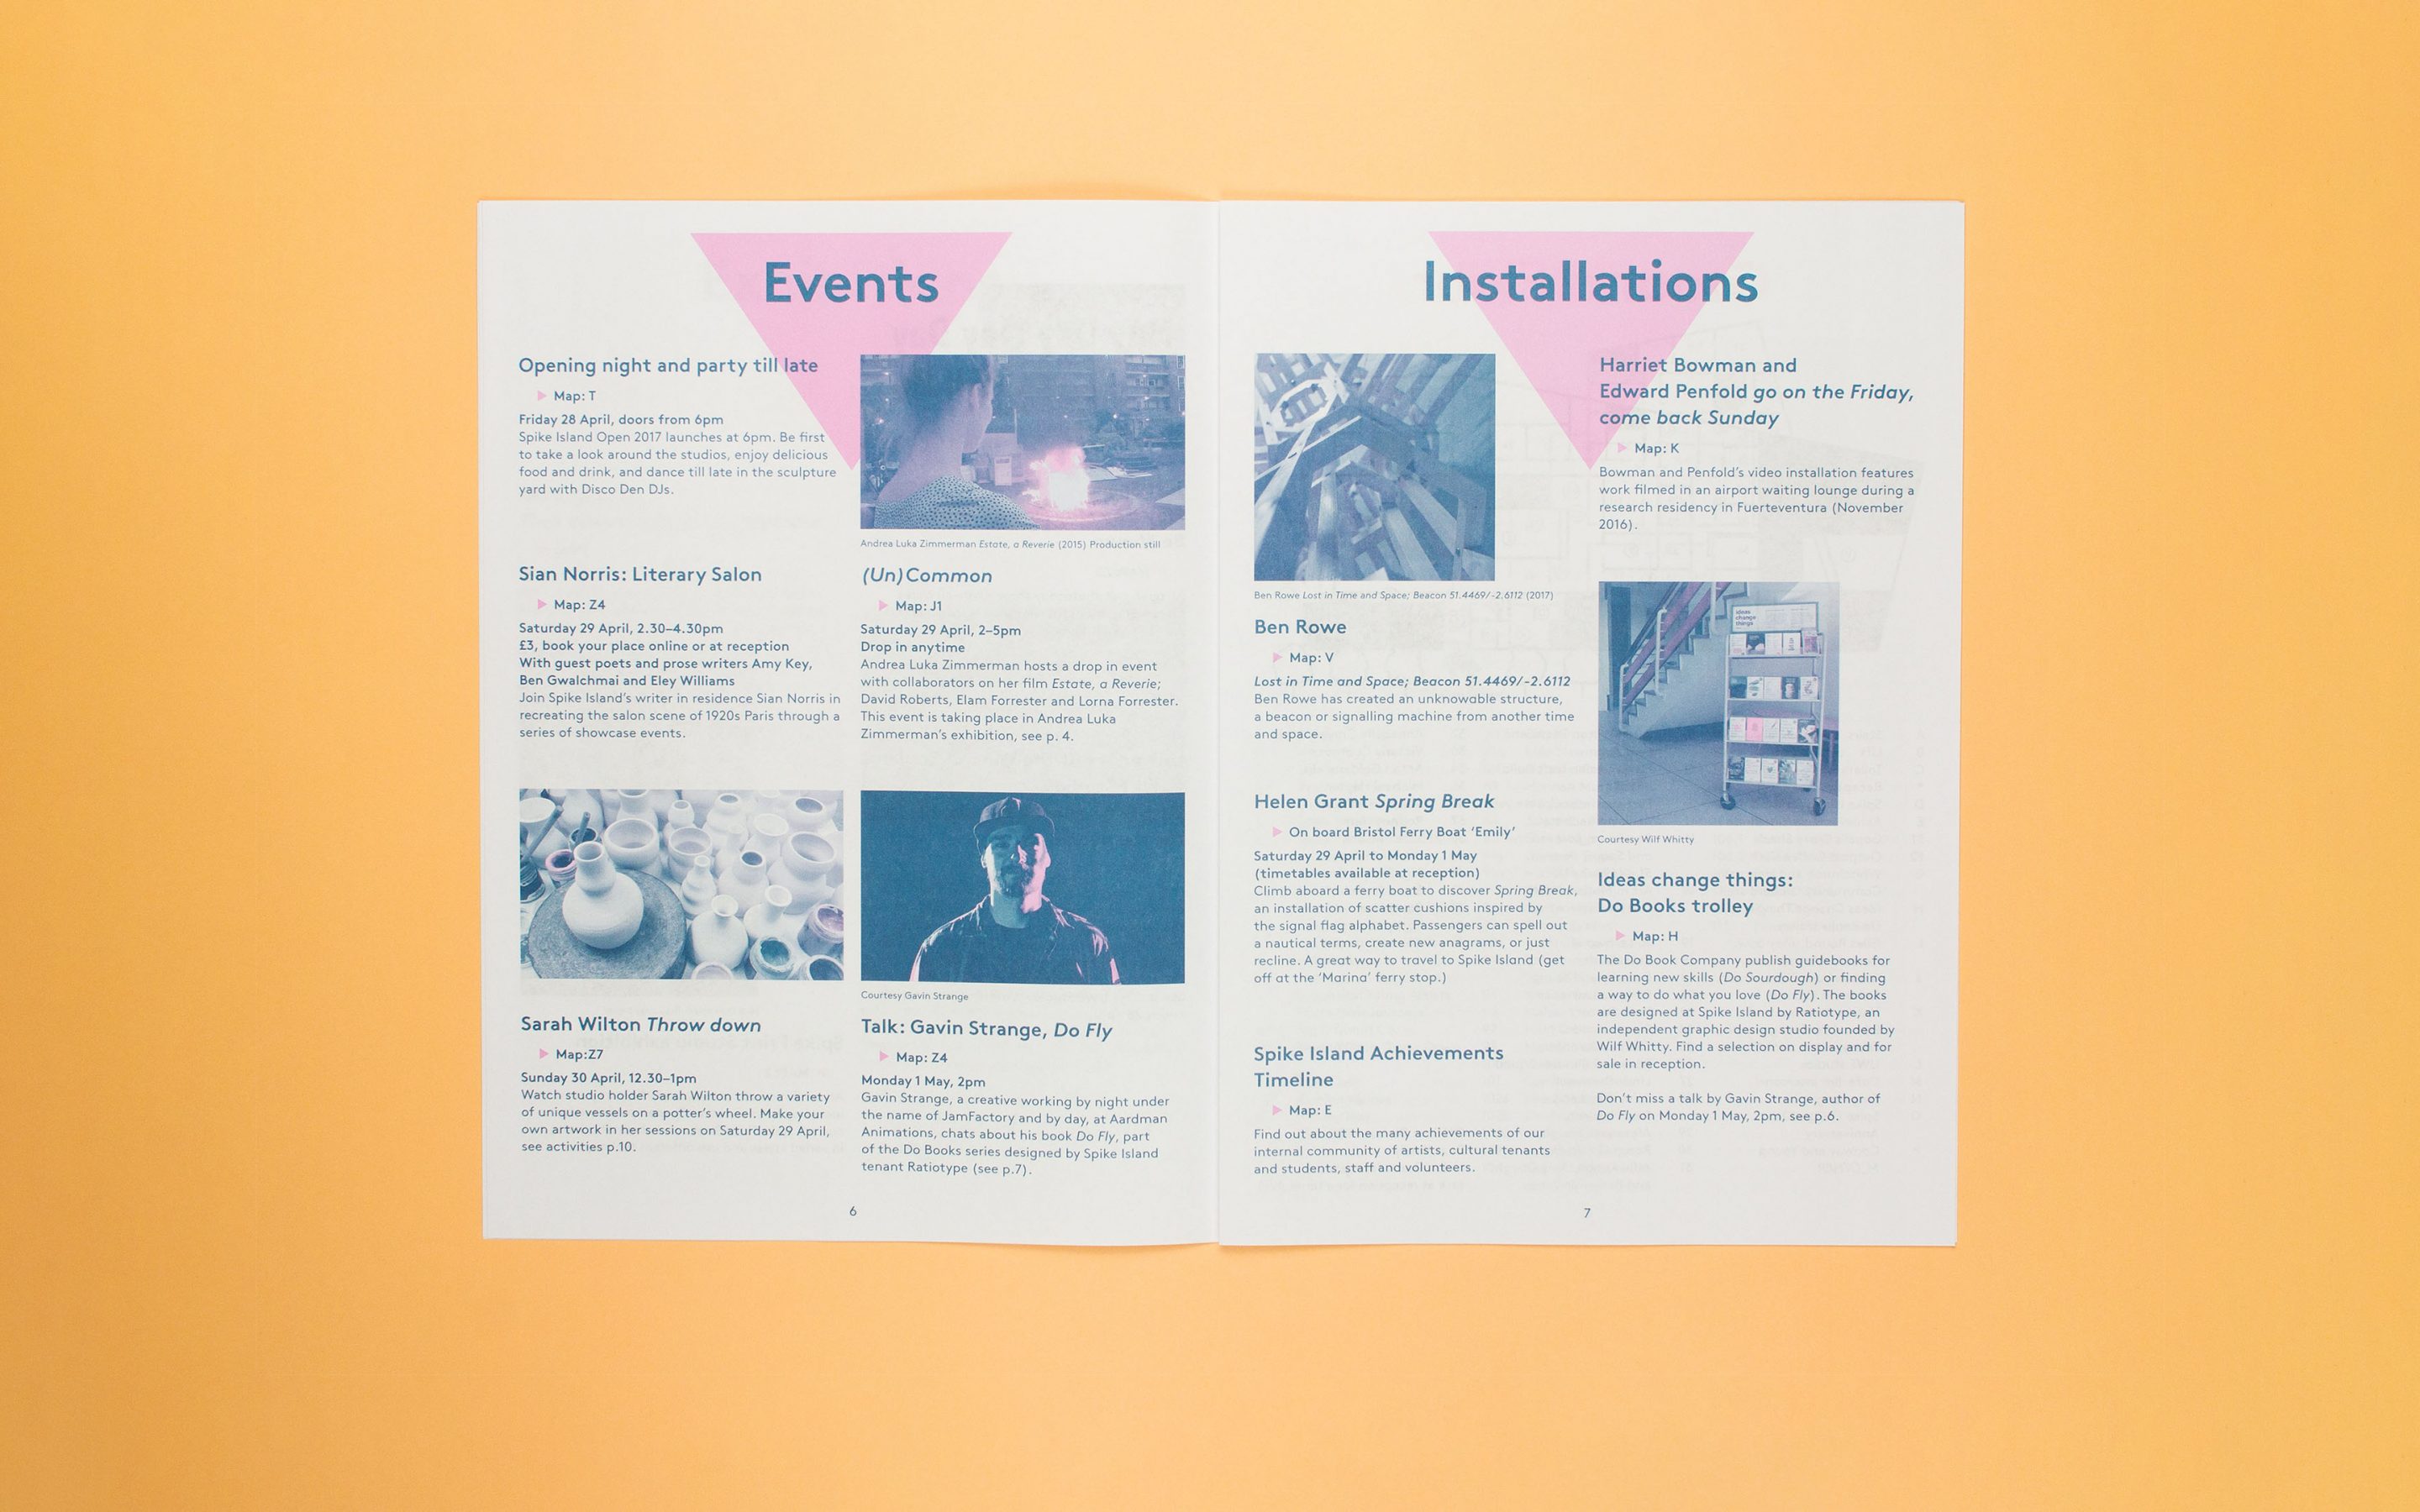 Events
Opening night and party till late
Map: T
Friday 28 April, doors from 6pm
Spike Island Open 2017 launches at 6pm. Be first
to take a look around the studios, enjoy delicious
food and drink, and dance till late in the sculpture
yard with Disco Den DJs.
Sian Norris: Literary Salon
Map: Z4
Saturday 29 April, 2.30–4.30pm
£3, book your place online or at reception
With guest poets and prose writers Amy Key,
Ben Gwalchmai and Eley Williams
Join Spike Island's writer in residence Sian Norris in
recreating the salon scene of 1920s Paris through a
series of showcase events.
Sarah Wilton Throw down
Map:Z7
Sunday 30 April, 12.30–1pm
Watch studio holder Sarah Wilton throw a variety
of unique vessels on a potter's wheel. Make your
own artwork in her sessions on Saturday 29 April,
see activities p.10.
Andrea Luka Zimmerman Estate, a Reverie (2015) Production still
(Un)Common
Map: J1
Saturday 29 April, 2–5pm
Drop in anytime
Andrea Luka Zimmerman hosts a drop in event
with collaborators on her film Estate, a Reverie;
David Roberts, Elam Forrester and Lorna Forrester.
This event is taking place in Andrea Luka
Zimmerman's exhibition, see p. 4.
Courtesy Gavin Strange
Talk: Gavin Strange, Do Fly
Map: Z4
Monday 1 May, 2pm
Gavin Strange, a creative working by night under
the name of JamFactory and by day, at Aardman
Animations, chats about his book Do Fly, part
of the Do Books series designed by Spike Island
tenant Ratiotype (see p.7).
6
Installations
Ben Rowe Lost in Time and Space; Beacon 51.4469/-2.6112 (2017)
Ben Rowe
Map: V
Lost in Time and Space; Beacon 51.4469/-2.6112
Ben Rowe has created an unknowable structure,
a beacon or signalling machine from another time
and space.
Helen Grant Spring Break
On board Bristol Ferry Boat 'Emily'
Saturday 29 April to Monday 1 May
(timetables available at reception)
Climb aboard a ferry boat to discover Spring Break,
an installation of scatter cushions inspired by
the signal flag alphabet. Passengers can spell out
a nautical terms, create new anagrams, or just
recline. A great way to travel to Spike Island (get
off at the 'Marina' ferry stop.)
Spike Island Achievements
Timeline
Map: E
Find out about the many achievements of our
internal community of artists, cultural tenants
and students, staff and volunteers.
Harriet Bowman and
Edward Penfold go on the Friday,
come back Sunday
Map: K
Bowman and Penfold's video installation features
work filmed in an airport waiting lounge during a
research residency in Fuerteventura (November
2016).
ideas
change
things
Courtesy Wilf Whitty
Ideas change things:
Do Books trolley
Map: H
The Do Book Company publish guidebooks for
learning new skills (Do Sourdough) or finding
a way to do what you love (Do Fly). The books
are designed at Spike Island by Ratiotype, an
independent graphic design studio founded by
Wilf Whitty. Find a selection on display and for
sale in reception.
Don't miss a talk by Gavin Strange, author of
Do Fly on Monday 1 May, 2pm, see p.6.
7